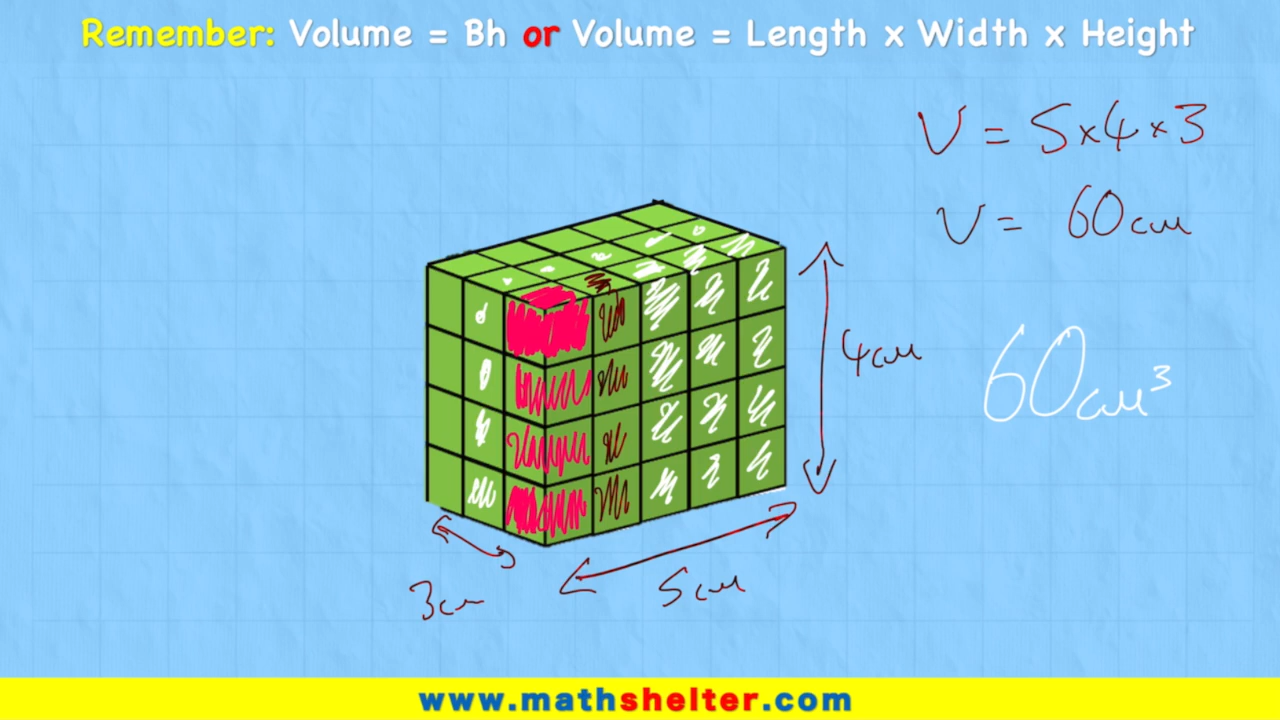 Remember: Volume = Bh or Volume = Length x Width x Height
V = 5x4x3
V = 60cm
4cm
60cm³
3cm
5cm
www.mathshelter.com